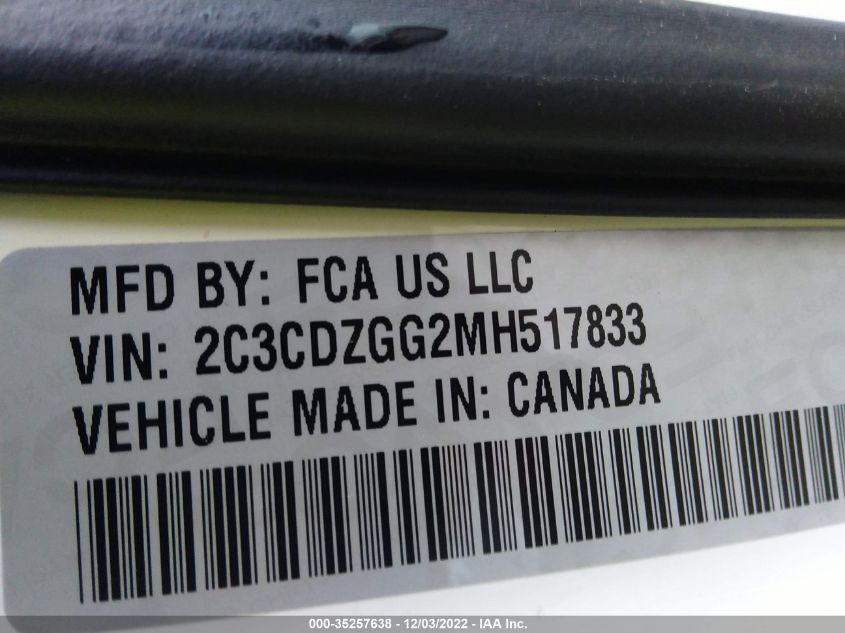 MFD BY: FCA US LLC
VIN: 2C3CDZGG2MH517833
VEHICLE MADE IN: CANADA
000-35257638 - 12/03/2022 - IAA Inc.